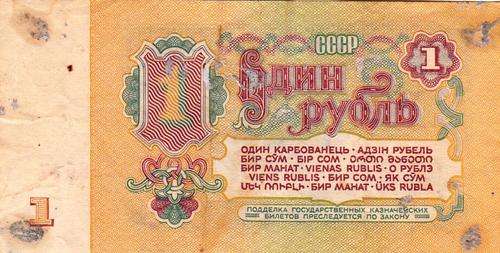 СССР
1
1
Один
рубль
ОДИН КАРБОВАНЕЦЬ · АДЗІН РУБЕЛЬ
БИР СЎМ · БІР СОМ · ᲔᲠᲗᲘ ᲛᲐᲜᲔᲗᲘ
БИР МАНАТ · VIENAS RUBLIS · О РУБЛЭ
VIENS RUBLIS · БИР СОМ · ЯК СЎМ
ՄԵԿ ՌՈՒԲԼԻ · БИР МАНАТ · ÜKS RUBLA
1
ПОДДЕЛКА ГОСУДАРСТВЕННЫХ КАЗНАЧЕЙСКИХ
БИЛЕТОВ ПРЕСЛЕДУЕТСЯ ПО ЗАКОНУ